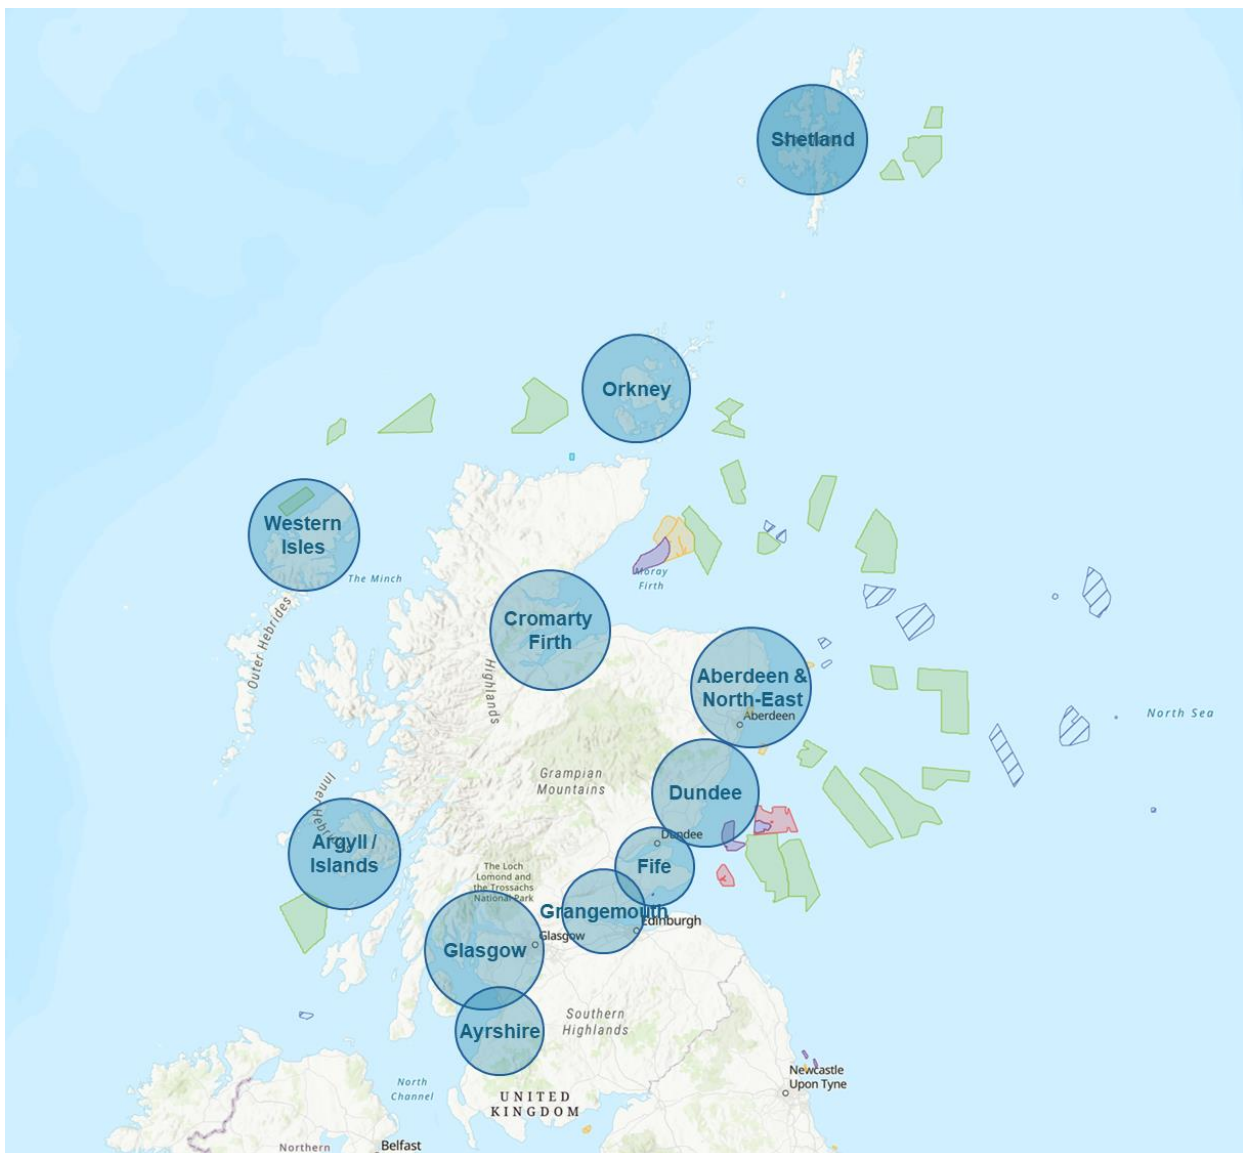 Shetland
Orkney
Western
Isles
The Minch
Outer Hebrides
Moray
Firth
Cromarty
Firth
Highlands
Aberdeen &
North-East
Aberdeen
North Sea
Grampian
Mountains
Dundee
Dundee
Inner Hebri
Argyll /
Islands
Fife
The Loch
Lomond and
the Trossachs
National Park
Grangemouth
Edinburgh
Glasgow
Glasgow
Ayrshire
Southern
Highlands
Newcastle
Upon Tyne
North
Channel
UNITED
KINGDOM
Northern
Belfast